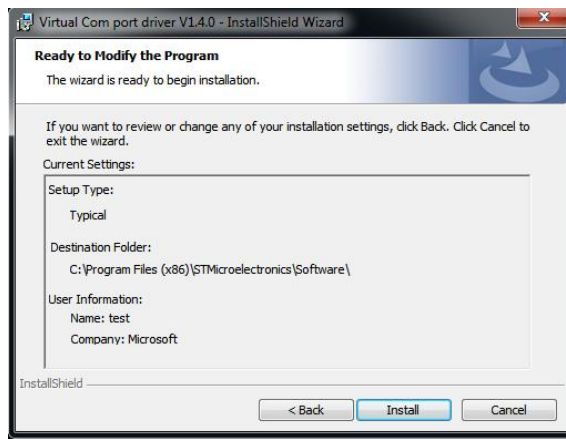 Virtual Com port driver V1.4.0 - InstallShield Wizard
Ready to Modify the Program
The wizard is ready to begin installation.
If you want to review or change any of your installation settings, click Back. Click Cancel to
exit the wizard.
Current Settings:
Setup Type:
Typical
Destination Folder:
C:\Program Files (x86)\STMicroelectronics\Software\
User Information:
Name: test
Company: Microsoft
InstallShield
< Back Install Cancel